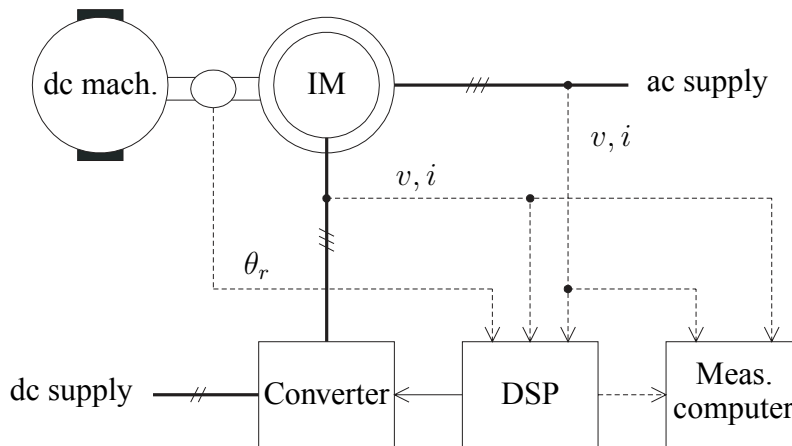 dc mach.
IM
ac supply
v, i
v, i
θr
dc supply
Converter
DSP
Meas.
computer